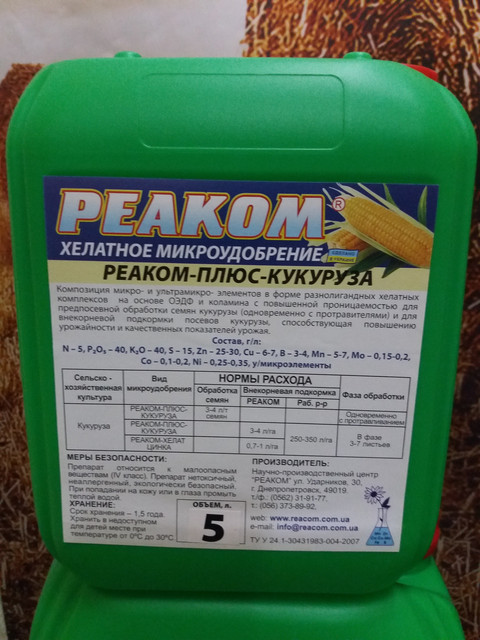 РЕАКОМ®
ХЕЛАТНОЕ МИКРОУДОБРЕНИЕ
СДЕЛАНО
В УКРАИНЕ
РЕАКОМ-ПЛЮС-КУКУРУЗА
Композиция микро- и ультрамикро- элементов в форме разнолигандных хелатных
комплексов на основе ОЭДФ и коламина с повышенной проницаемостью для
предпосевной обработки семян кукурузы (одновременно с протравителями) и для
внекорневой подкормки посевов кукурузы, способствующая повышению
урожайности и качественных показателей урожая.
Состав, г/л:
N – 5, P₂O₅ – 40, K₂O – 40, S – 15, Zn – 25-30, Cu – 6-7, B – 3-4, Mn – 5-7, Mo – 0,15-0,2,
Co – 0,1-0,2, Ni – 0,25-0,35, у/микроэлементы
Сельско-
хозяйственная
культура
Вид
микроудобрения
НОРМЫ РАСХОДА
Обработка
семян
Внекорневая подкормка
РЕАКОМ
Раб. р-р
Фаза обработки
Кукуруза
РЕАКОМ-ПЛЮС-
КУКУРУЗА
3-4 л/т
семян
Одновременно
с протравливанием
РЕАКОМ-ПЛЮС-
КУКУРУЗА
3-4 л/га
250-350 л/га
В фазе
3-7 листьев
РЕАКОМ-ХЕЛАТ
ЦИНКА
0,7-1 л/га
МЕРЫ БЕЗОПАСНОСТИ:
Препарат относится к малоопасным
веществам (IV класс). Препарат нетоксичный,
неаллергенный, экологически безопасный.
При попадании на кожу или в глаза промыть
теплой водой.
ХРАНЕНИЕ:
Срок хранения – 1,5 года.
Хранить в недоступном
для детей месте при
температуре от 0ºС до 30ºС
ОБЪЕМ, л.
5
ПРОИЗВОДИТЕЛЬ:
Научно-производственный центр
"РЕАКОМ" ул. Ударников, 30,
г. Днепропетровск, 49019.
т/ф.: (0562) 31-91-77,
т.: (056) 373-89-92,
web: www.reacom.com.ua
e-mail: info@reacom.com.ua
ТУ У 24.1-30431983-004-2007